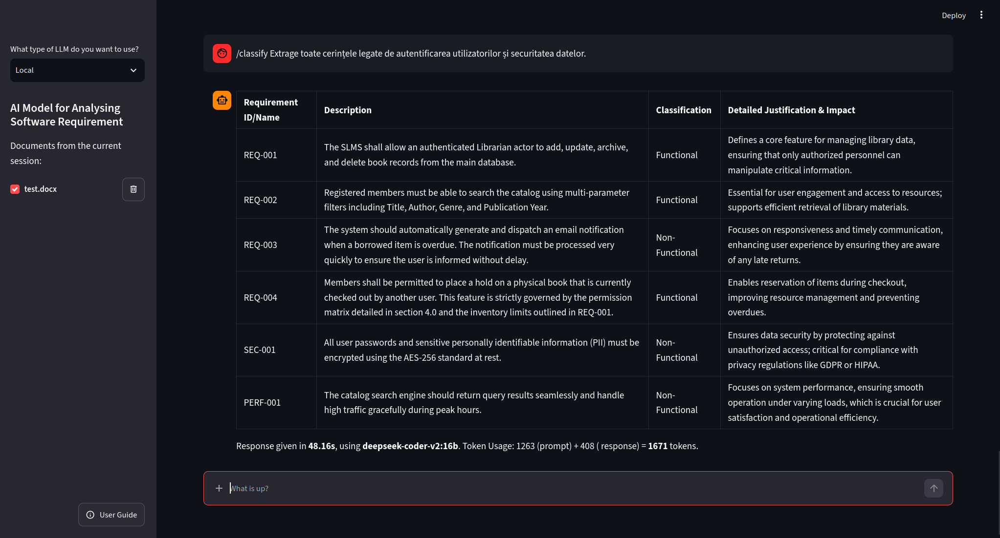 Deploy
What type of LLM do you want to use?
Local
AI Model for Analysing
Software Requirement
Documents from the current
session:
test.docx
User Guide
/classify Extrage toate cerințele legate de autentificarea utilizatorilor și securitatea datelor.
Requirement
ID/Name
Description
Classification
Detailed Justification & Impact
REQ-001
The SLMS shall allow an authenticated Librarian actor to add, update, archive,
and delete book records from the main database.
Functional
Defines a core feature for managing library data,
ensuring that only authorized personnel can
manipulate critical information.
REQ-002
Registered members must be able to search the catalog using multi-parameter
filters including Title, Author, Genre, and Publication Year.
Functional
Essential for user engagement and access to resources;
supports efficient retrieval of library materials.
REQ-003
The system should automatically generate and dispatch an email notification
when a borrowed item is overdue. The notification must be processed very
quickly to ensure the user is informed without delay.
Non-
Functional
Focuses on responsiveness and timely communication,
enhancing user experience by ensuring they are aware
of any late returns.
REQ-004
Members shall be permitted to place a hold on a physical book that is currently
checked out by another user. This feature is strictly governed by the permission
matrix detailed in section 4.0 and the inventory limits outlined in REQ-001.
Functional
Enables reservation of items during checkout,
improving resource management and preventing
overdues.
SEC-001
All user passwords and sensitive personally identifiable information (PII) must be
encrypted using the AES-256 standard at rest.
Non-
Functional
Ensures data security by protecting against
unauthorized access; critical for compliance with
privacy regulations like GDPR or HIPAA.
PERF-001
The catalog search engine should return query results seamlessly and handle
high traffic gracefully during peak hours.
Non-
Functional
Focuses on system performance, ensuring smooth
operation under varying loads, which is crucial for user
satisfaction and operational efficiency.
Response given in 48.16s, using deepseek-coder-v2:16b. Token Usage: 1263 (prompt) + 408 ( response) = 1671 tokens.
What is up?